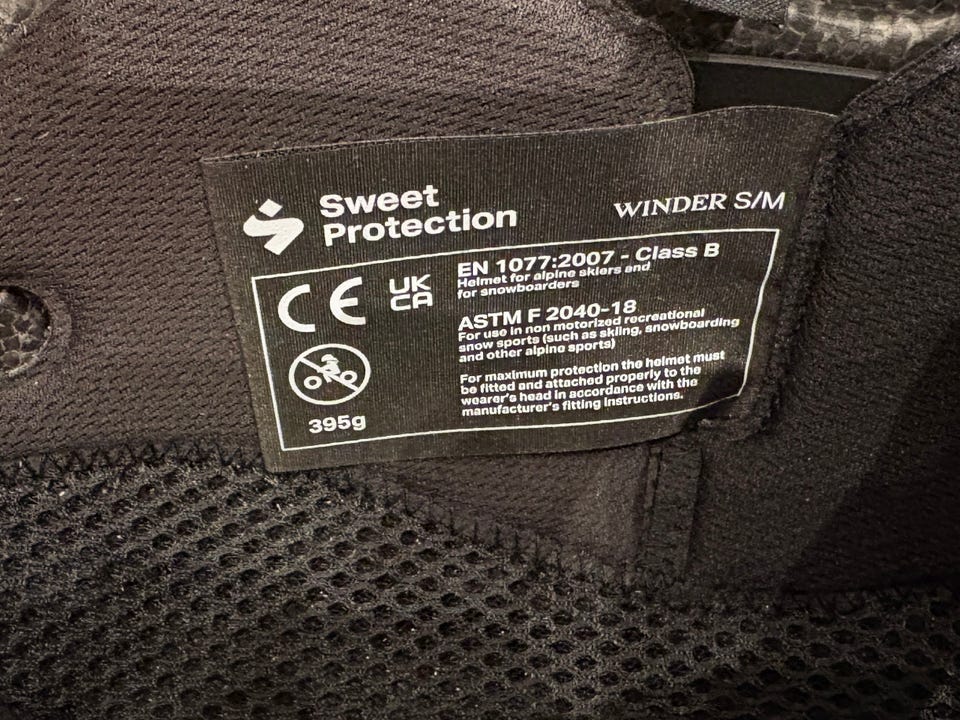 Sweet
Protection
WINDER S/M
CE
UK
CA
395g
EN 1077:2007 - Class B
Helmet for alpine skiers and
for snowboarders
ASTM F 2040-18
For use in non motorized recreational
snow sports (such as skiing, snowboarding
and other alpine sports)
For maximum protection the helmet must
be fitted and attached properly to the
wearer's head in accordance with the
manufacturer's fitting instructions.